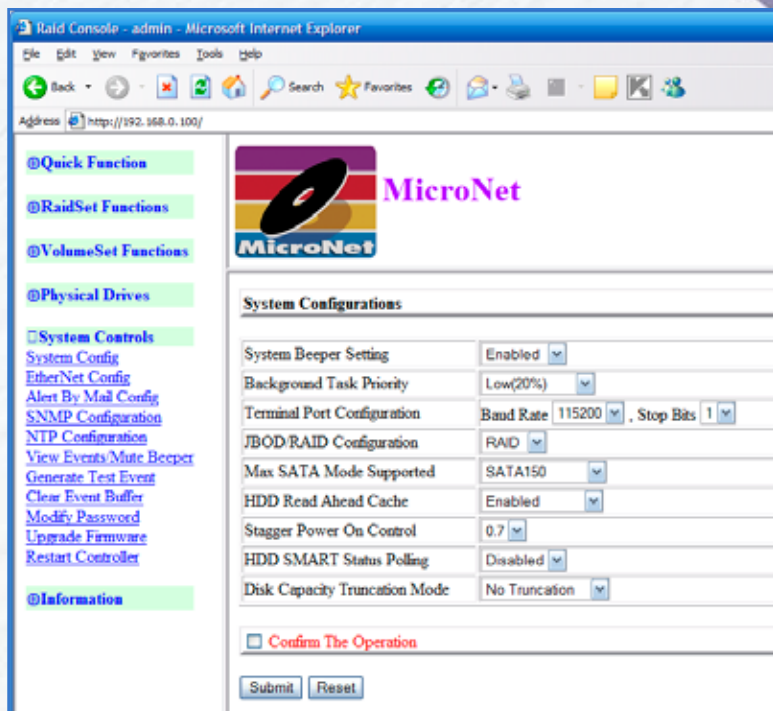 Raid Console - admin - Microsoft Internet Explorer
File Edit View Favorites Tools Help
Back Search Favorites
Address http://192.168.0.100/
Quick Function
RaidSet Functions
VolumeSet Functions
Physical Drives
System Controls
System Config
EtherNet Config
Alert By Mail Config
SNMP Configuration
NTP Configuration
View Events/Mute Beeper
Generate Test Event
Clear Event Buffer
Modify Password
Upgrade Firmware
Restart Controller
Information
MicroNet
MicroNet
System Configurations
System Beeper Setting Enabled
Background Task Priority Low(20%)
Terminal Port Configuration Baud Rate 115200 , Stop Bits 1
JBOD/RAID Configuration RAID
Max SATA Mode Supported SATA150
HDD Read Ahead Cache Enabled
Stagger Power On Control 0.7
HDD SMART Status Polling Disabled
Disk Capacity Truncation Mode No Truncation
Confirm The Operation
Submit Reset